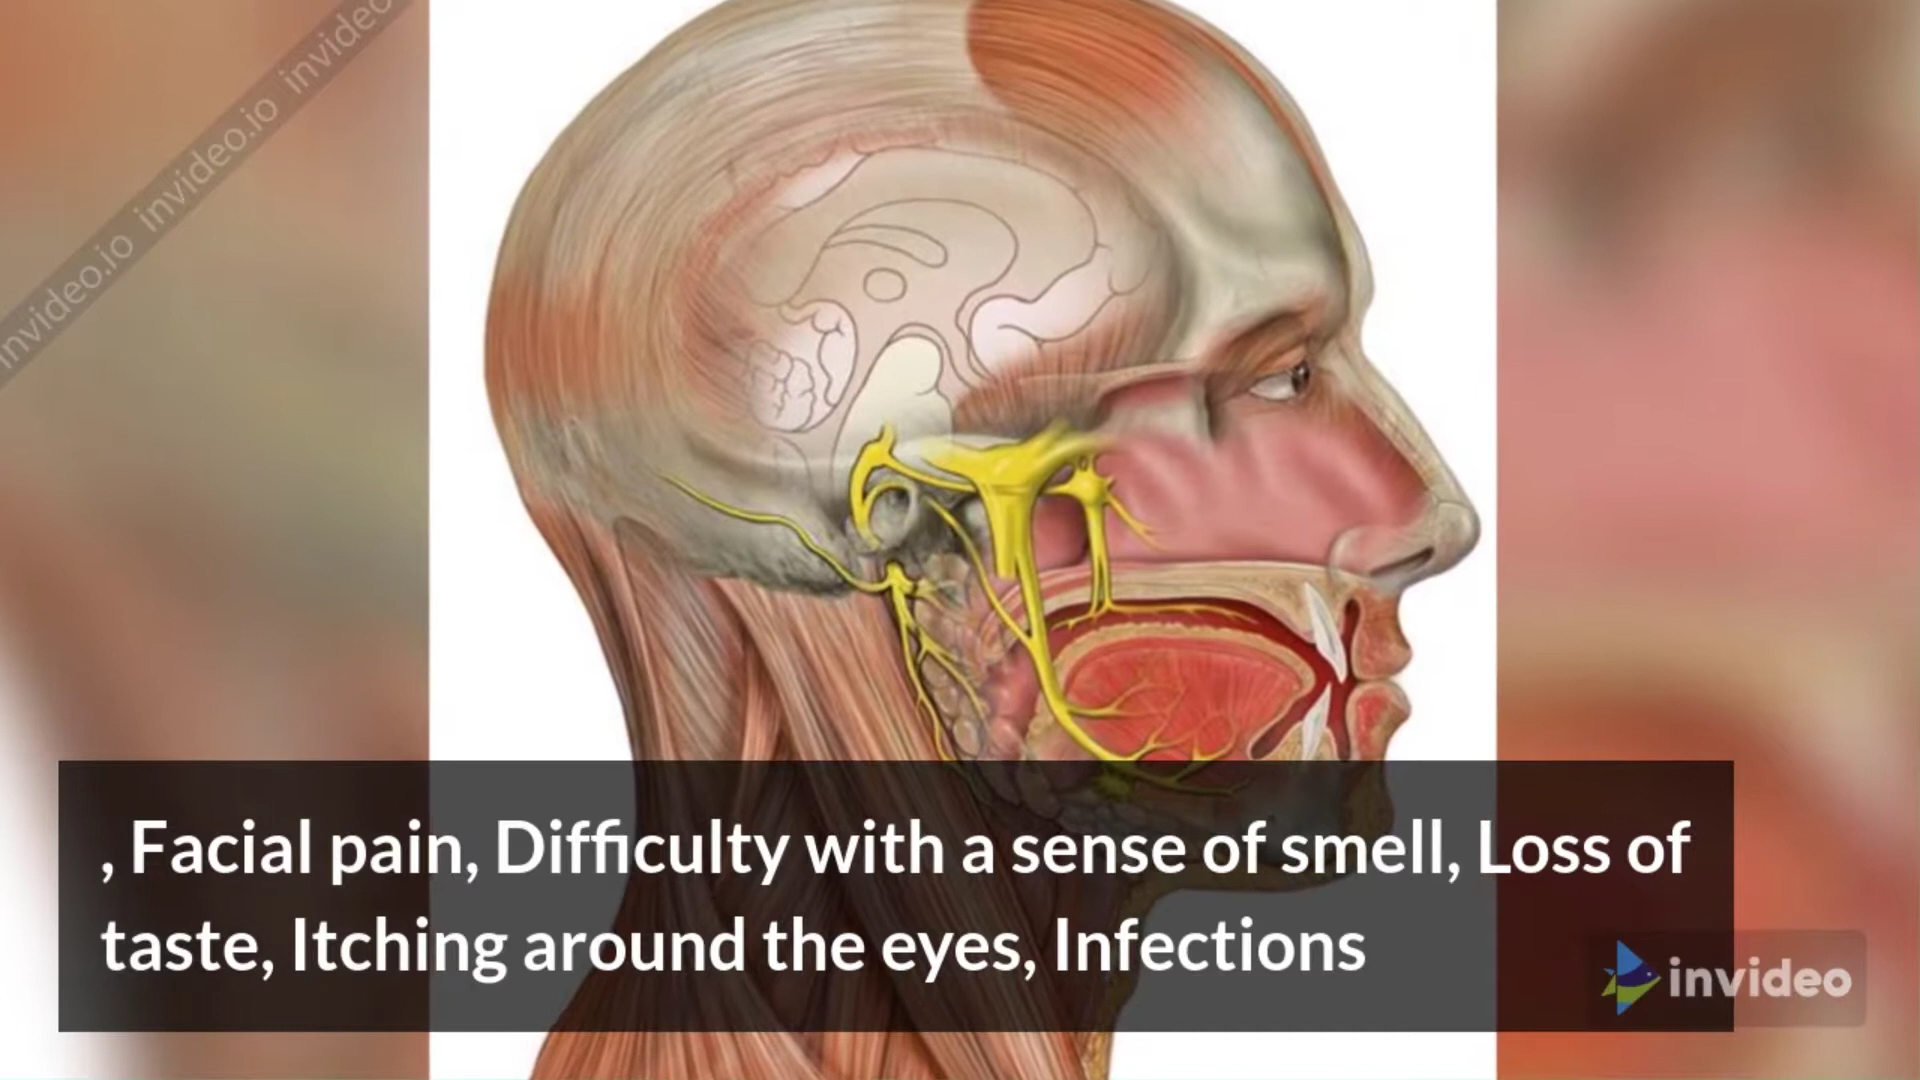 invideo.io invideo.io invideo
, Facial pain, Difficulty with a sense of smell, Loss of
taste, Itching around the eyes, Infections
invideo